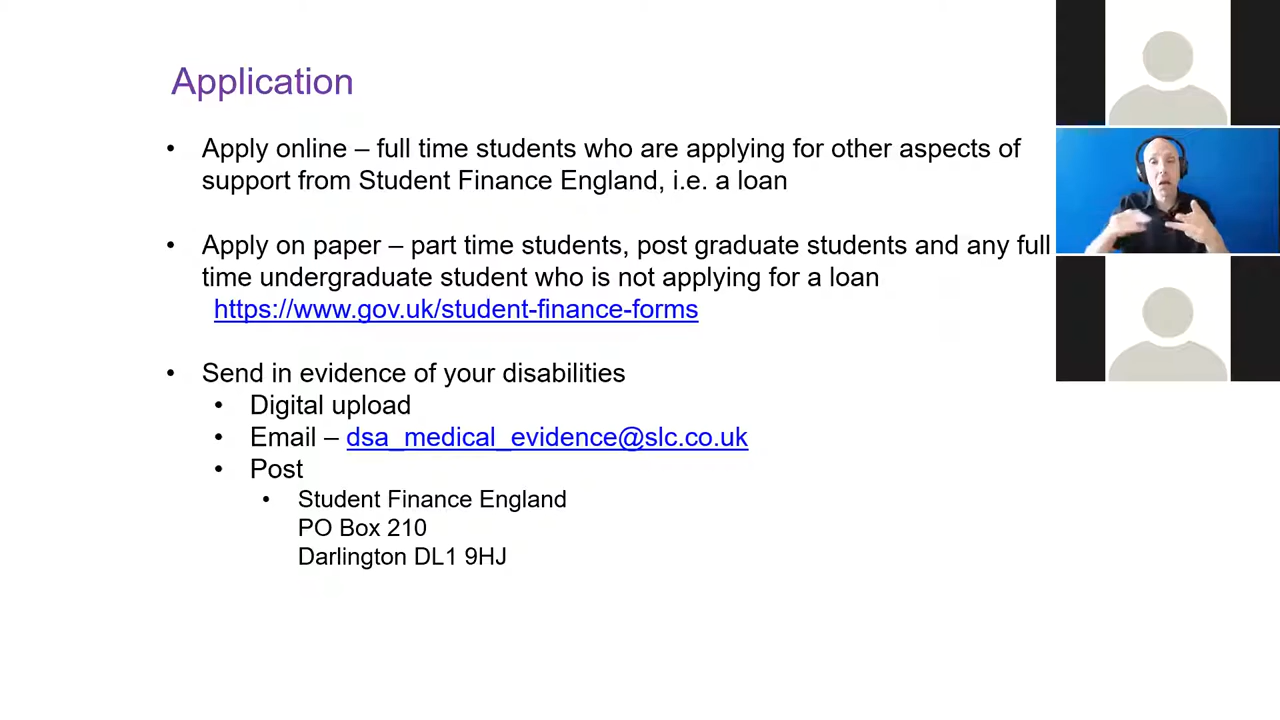 Application
• Apply online – full time students who are applying for other aspects of
support from Student Finance England, i.e. a loan
• Apply on paper – part time students, post graduate students and any full
time undergraduate student who is not applying for a loan
https://www.gov.uk/student-finance-forms
• Send in evidence of your disabilities
• Digital upload
• Email – dsa_medical_evidence@slc.co.uk
• Post
• Student Finance England
PO Box 210
Darlington DL1 9HJ